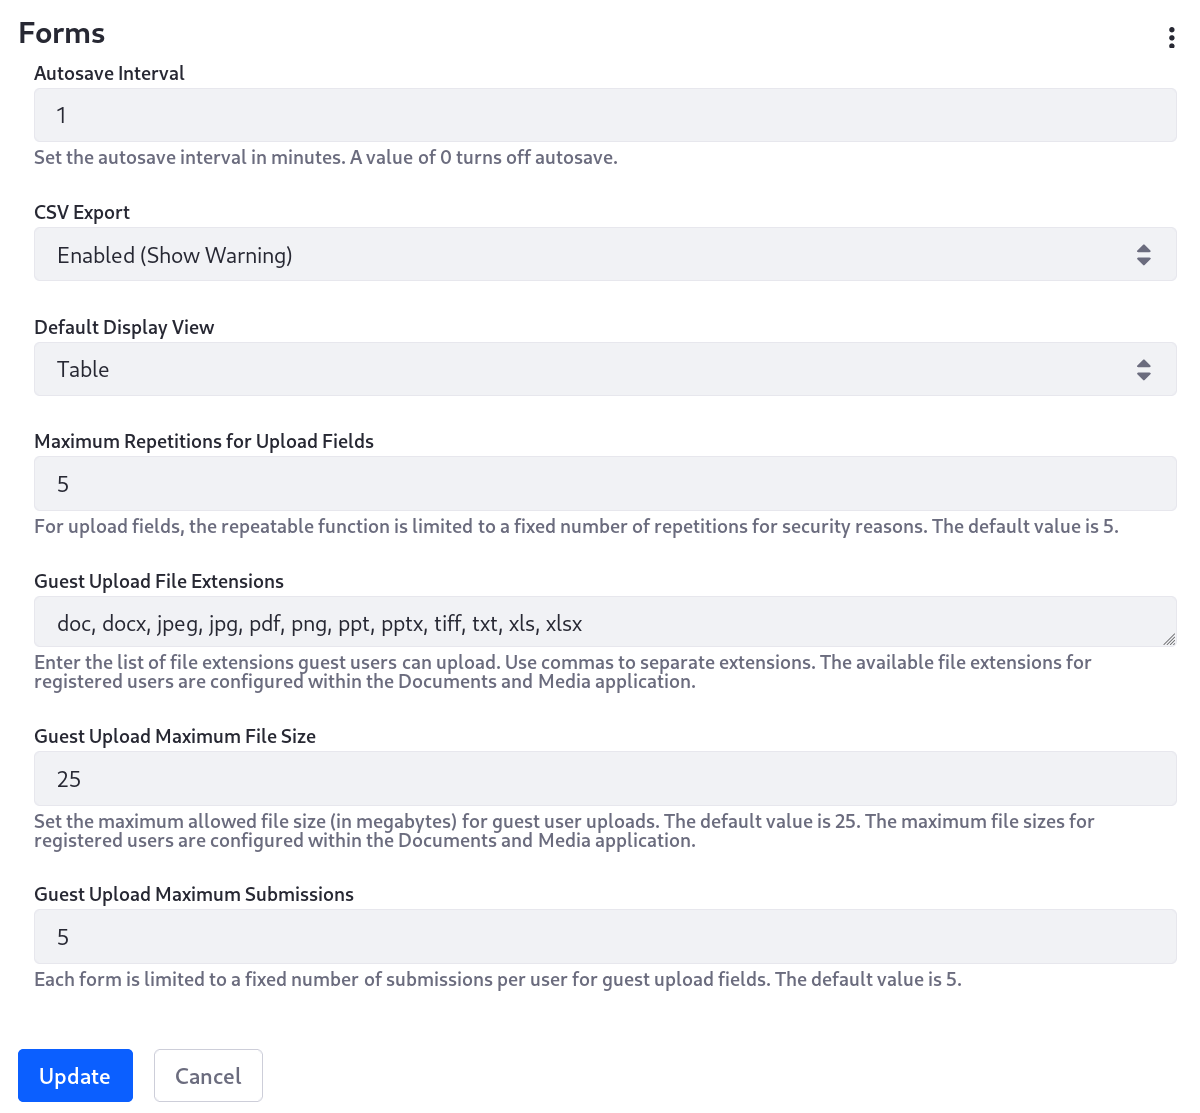 Forms
Autosave Interval
1
Set the autosave interval in minutes. A value of 0 turns off autosave.
CSV Export
Enabled (Show Warning)
Default Display View
Table
Maximum Repetitions for Upload Fields
5
For upload fields, the repeatable function is limited to a fixed number of repetitions for security reasons. The default value is 5.
Guest Upload File Extensions
doc, docx, jpeg, jpg, pdf, png, ppt, pptx, tiff, txt, xls, xlsx
Enter the list of file extensions guest users can upload. Use commas to separate extensions. The available file extensions for
registered users are configured within the Documents and Media application.
Guest Upload Maximum File Size
25
Set the maximum allowed file size (in megabytes) for guest user uploads. The default value is 25. The maximum file sizes for
registered users are configured within the Documents and Media application.
Guest Upload Maximum Submissions
5
Each form is limited to a fixed number of submissions per user for guest upload fields. The default value is 5.
Update Cancel